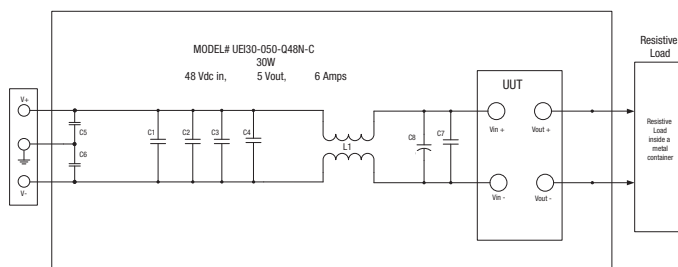 MODEL# UEI30-050-Q48N-C
30W
48 Vdc in, 5 Vout, 6 Amps
Resistive
Load
UUT
V+
C5
C6
V-
C1
C2
C3
C4
L1
C8
C7
Vin +
Vout +
Vin -
Vout -
Resistive
Load
inside a
metal
container